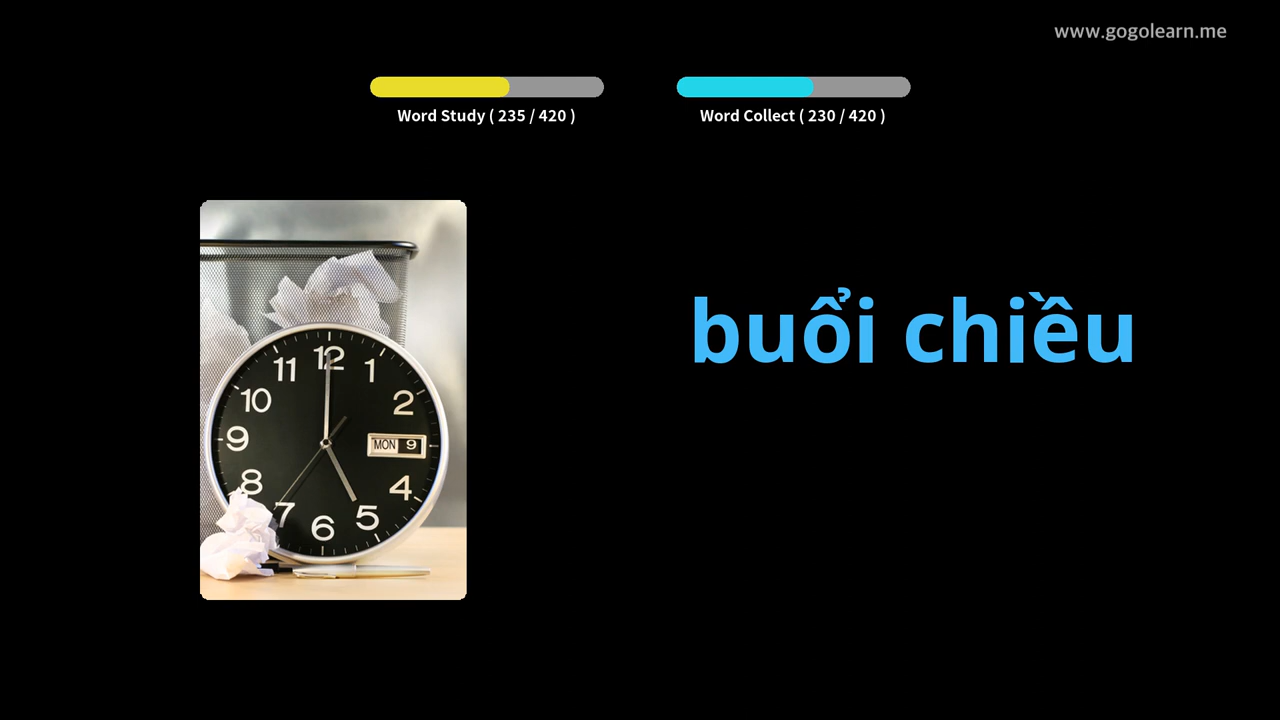 www.gogolearn.me
Word Study ( 235 / 420 )
Word Collect ( 230 / 420 )
buổi chiều
12
11
1
10
2
9
MON 9
8
4
7
5
6